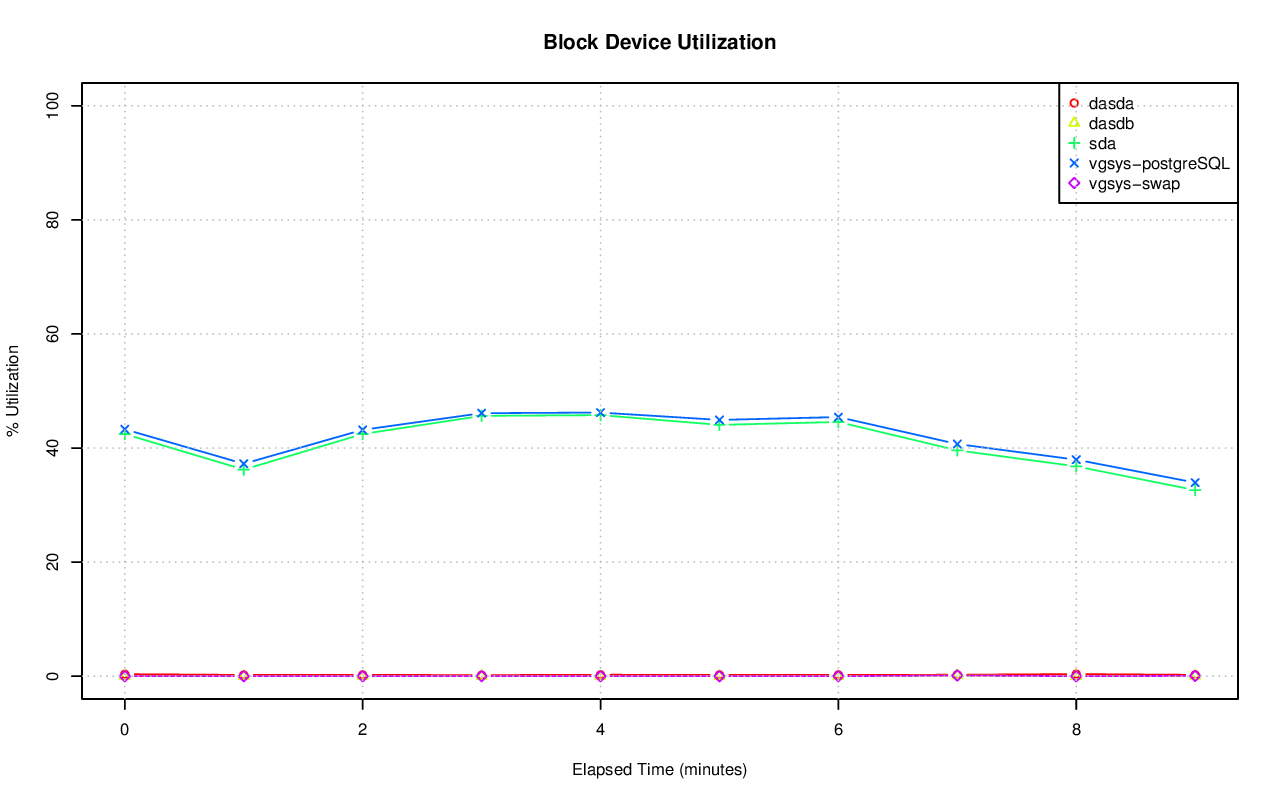 Block Device Utilization
% Utilization
100
80
60
40
20
0
dasda
dasdb
sda
vgsys−postgreSQL
vgsys−swap
0 2 4 6 8
Elapsed Time (minutes)